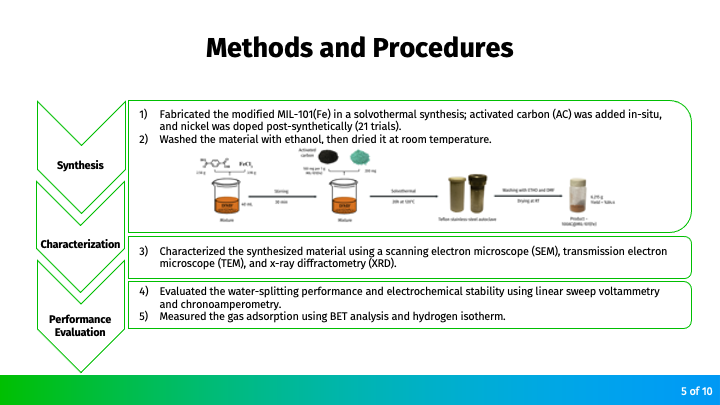 Methods and Procedures
Synthesis
1) Fabricated the modified MIL-101(Fe) in a solvothermal synthesis; activated carbon (AC) was added in-situ,
and nickel was doped post-synthetically (21 trials).
2) Washed the material with ethanol, then dried it at room temperature.
Activated
carbon
FeCl3
Stirring
30 min
Mixture
Mixture
Solvothermal
Teflon stainless-steel autoclave
Washing with ETHO and DMF
Drying at RT
Product -
Characterization
3) Characterized the synthesized material using a scanning electron microscope (SEM), transmission electron
microscope (TEM), and x-ray diffractometry (XRD).
Performance
Evaluation
4) Evaluated the water-splitting performance and electrochemical stability using linear sweep voltammetry
and chronoamperometry.
5) Measured the gas adsorption using BET analysis and hydrogen isotherm.
5 of 10